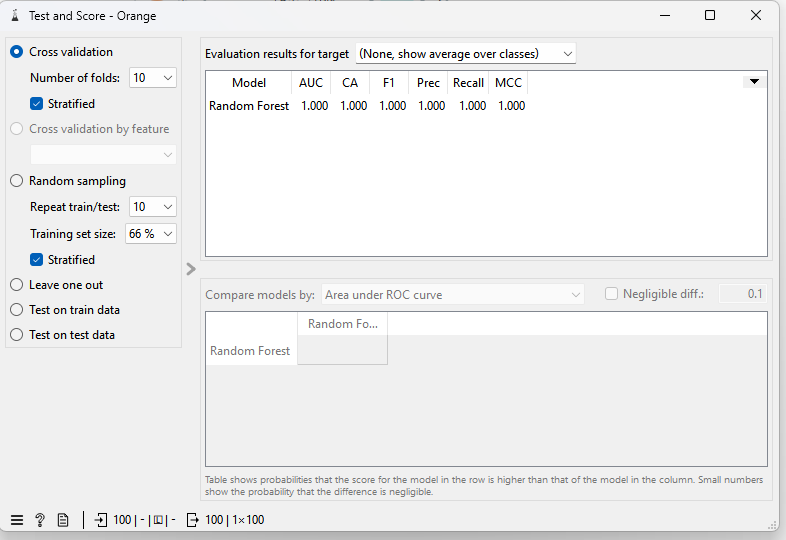 Test and Score - Orange
Cross validation
Number of folds: 10
Stratified
Cross validation by feature
Random sampling
Repeat train/test: 10
Training set size: 66 %
Stratified
Leave one out
Test on train data
Test on test data
Evaluation results for target (None, show average over classes)
Model AUC CA F1 Prec Recall MCC
Random Forest 1.000 1.000 1.000 1.000 1.000 1.000
Compare models by: Area under ROC curve Negligible diff.: 0.1
Random Fo...
Random Forest
Table shows probabilities that the score for the model in the row is higher than that of the model in the column. Small numbers
show the probability that the difference is negligible.
100 | - | - 100 | 1×100